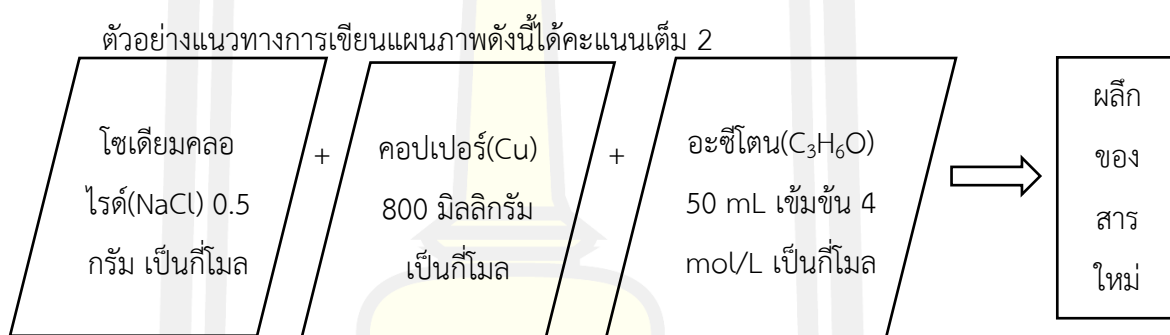 ตัวอย่างแนวทางการเขียนแผนภาพดังนี้ได้คะแนนเต็ม 2
โซเดียมคลอ
ไรด์(NaCl) 0.5
กรัม เป็นกี่โมล
+
คอปเปอร์(Cu)
800 มิลลิกรัม
เป็นกี่โมล
+
อะซีโตน(C₃H₆O)
50 mL เข้มข้น 4
mol/L เป็นกี่โมล
ผลึก
ของ
สาร
ใหม่